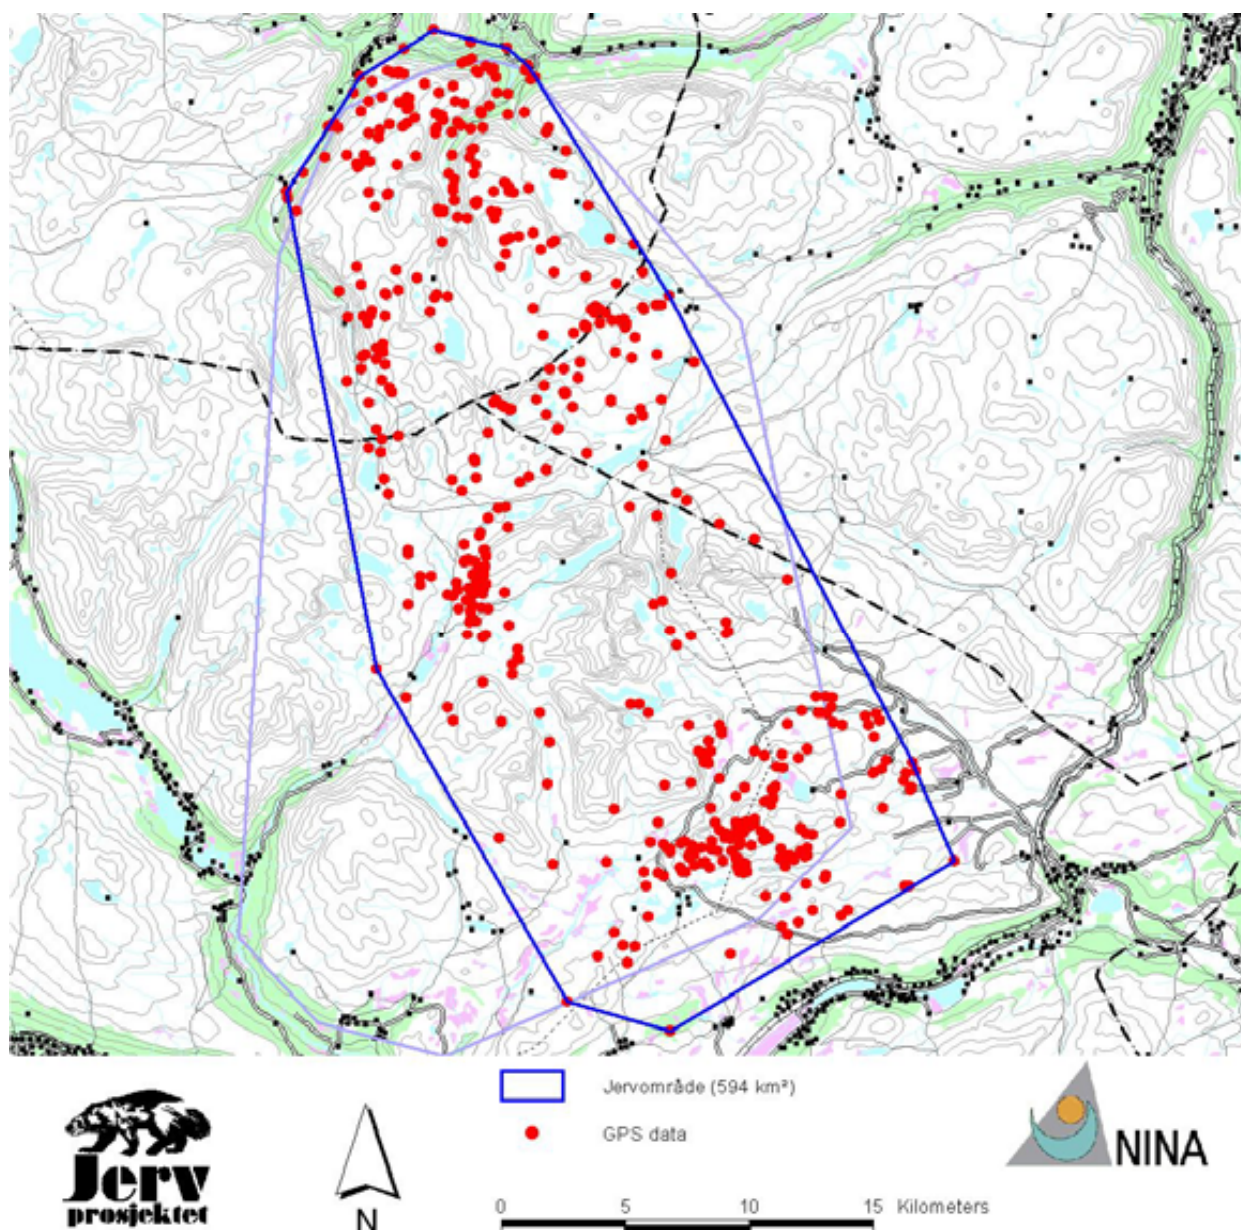 Jervområde (594 km²)
GPS data
Jerv
prosjektet
N
NINA
0 5 10 15 Kilometers